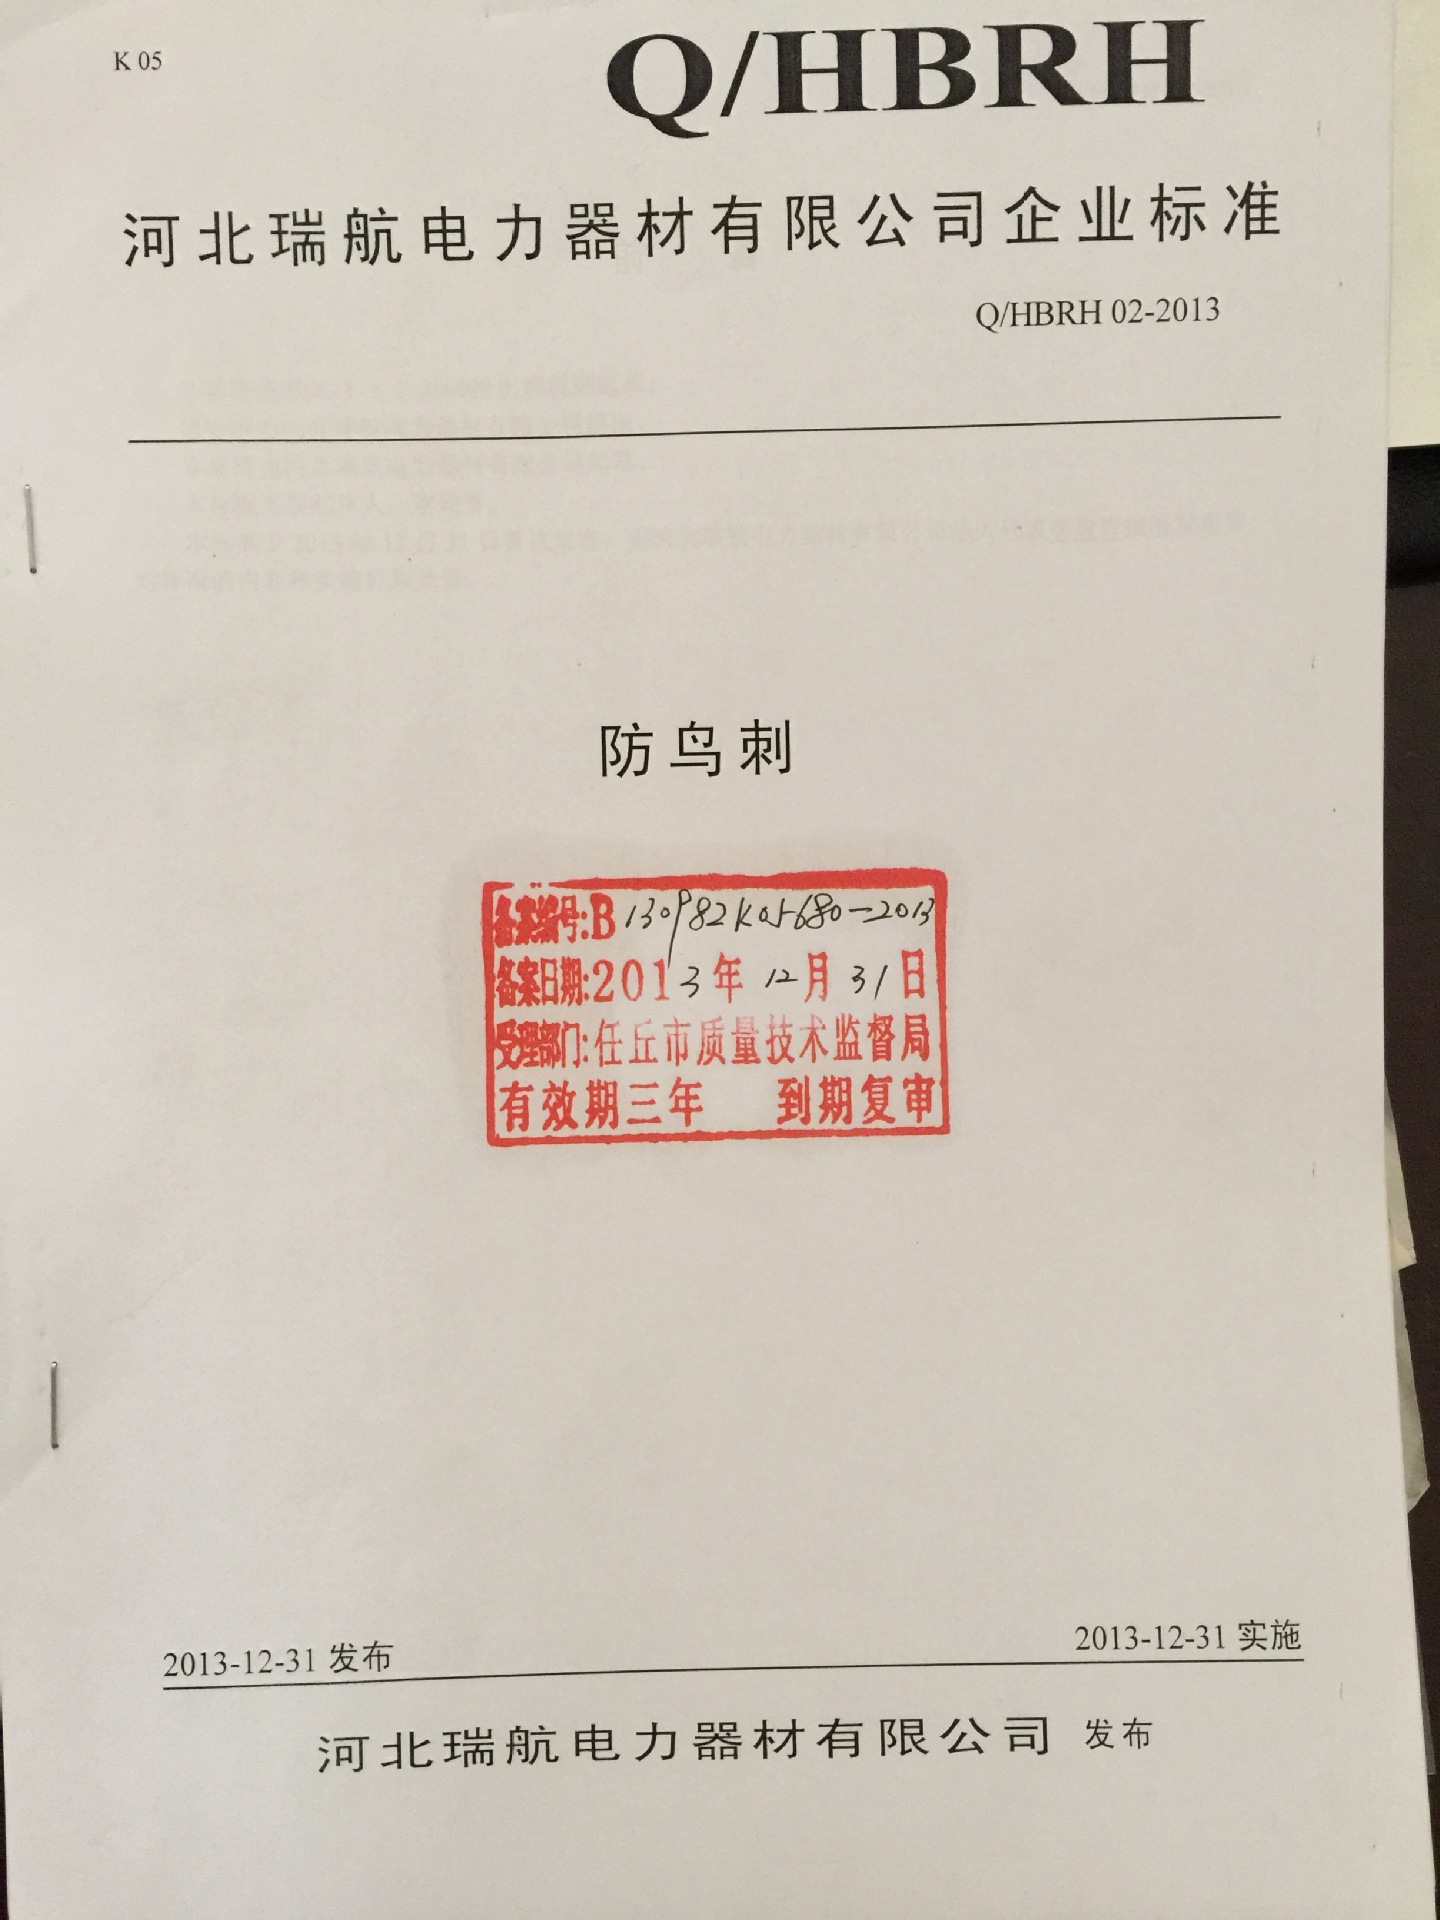 K 05
Q/HBRH
河北瑞航电力器材有限公司企业标准
Q/HBRH 02-2013
防鸟刺
备案编号:B 130982K05680-2013
备案日期:2013年12月31日
受理部门:任丘市质量技术监督局
有效期三年 到期复审
2013-12-31 发布
2013-12-31 实施
河北瑞航电力器材有限公司 发布